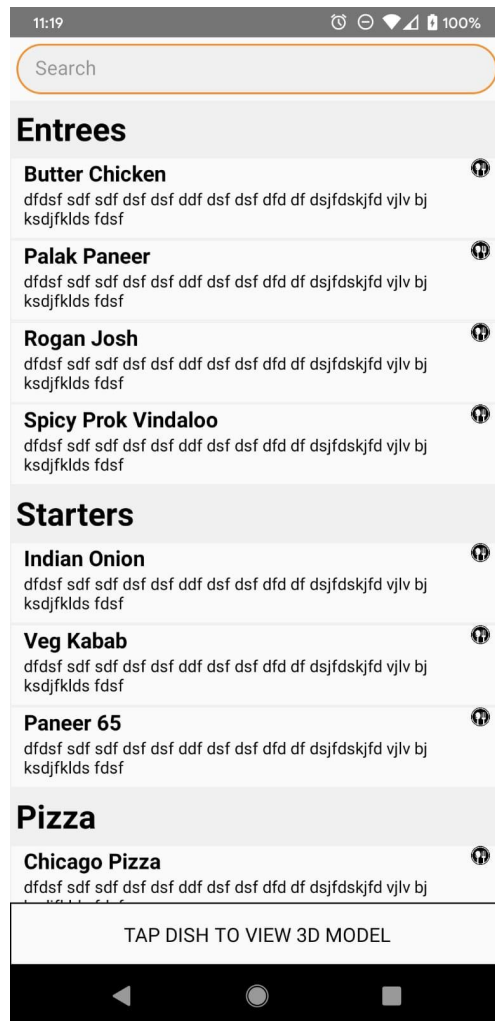 11:19
100%
Search
Entrees
Butter Chicken
dfdsf sdf sdf dsf dsf ddf dsf dsf dfd df dsjfdskjfd vjlv bj
ksdjfklds fdsf
Palak Paneer
dfdsf sdf sdf dsf dsf ddf dsf dsf dfd df dsjfdskjfd vjlv bj
ksdjfklds fdsf
Rogan Josh
dfdsf sdf sdf dsf dsf ddf dsf dsf dfd df dsjfdskjfd vjlv bj
ksdjfklds fdsf
Spicy Prok Vindaloo
dfdsf sdf sdf dsf dsf ddf dsf dsf dfd df dsjfdskjfd vjlv bj
ksdjfklds fdsf
Starters
Indian Onion
dfdsf sdf sdf dsf dsf ddf dsf dsf dfd df dsjfdskjfd vjlv bj
ksdjfklds fdsf
Veg Kabab
dfdsf sdf sdf dsf dsf ddf dsf dsf dfd df dsjfdskjfd vjlv bj
ksdjfklds fdsf
Paneer 65
dfdsf sdf sdf dsf dsf ddf dsf dsf dfd df dsjfdskjfd vjlv bj
ksdjfklds fdsf
Pizza
Chicago Pizza
dfdsf sdf sdf dsf dsf ddf dsf dsf dfd df dsjfdskjfd vjlv bj
TAP DISH TO VIEW 3D MODEL